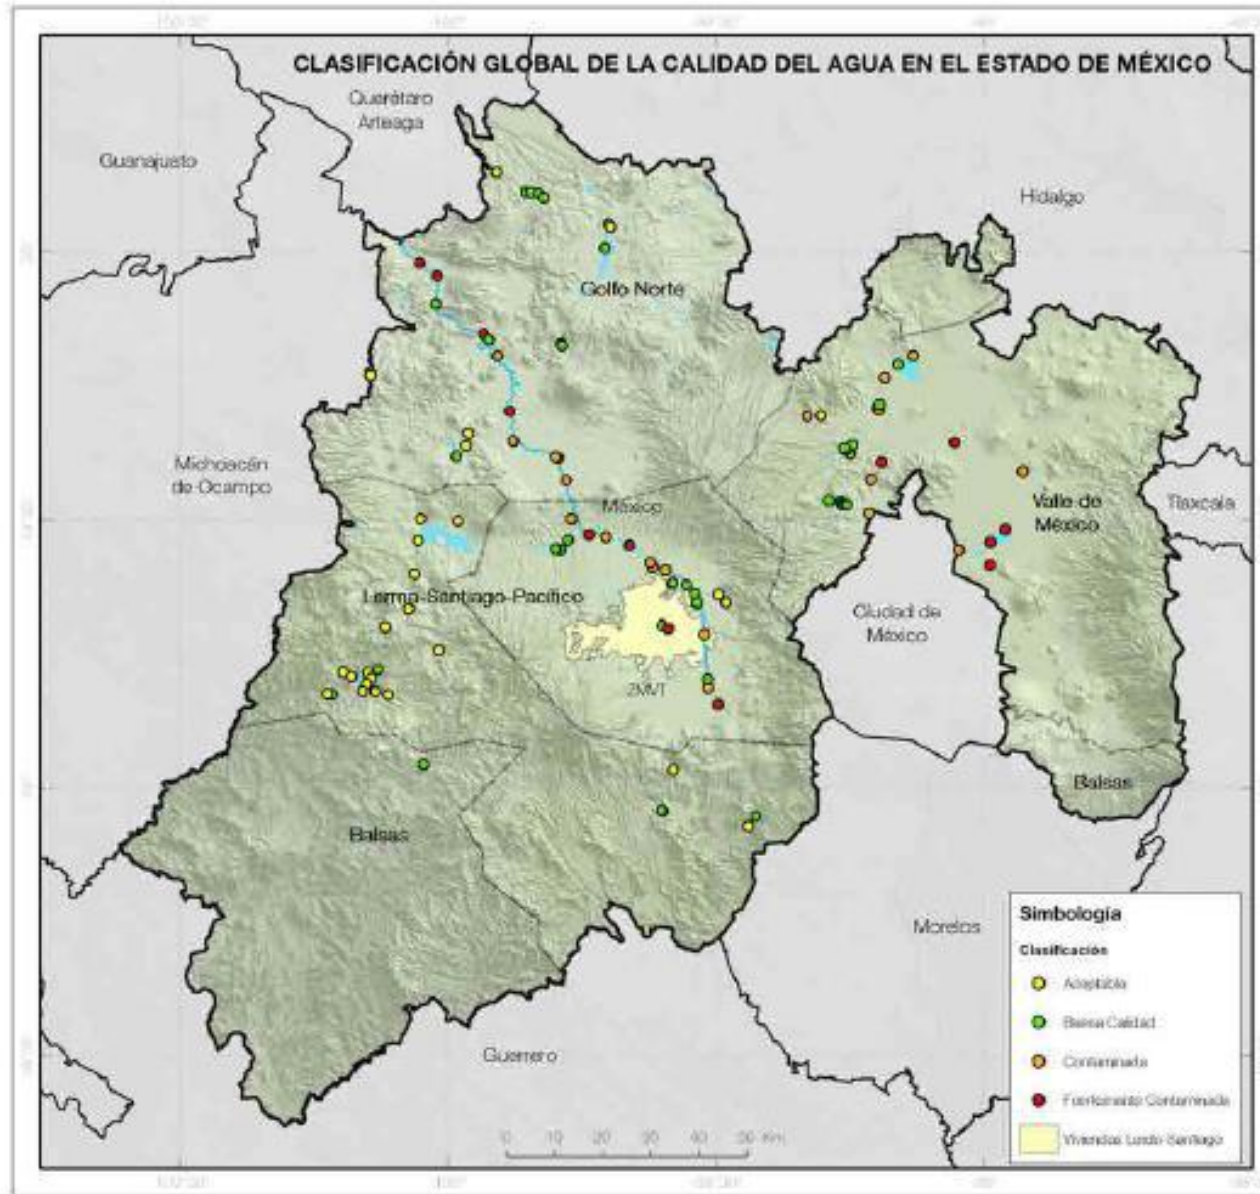 CLASIFICACIÓN GLOBAL DE LA CALIDAD DEL AGUA EN EL ESTADO DE MÉXICO
Querétaro
Arteaga
Guanajuato
Hidalgo
Golfo Norte
Michoacán
de Ocampo
México
Valle de
México
Tlaxcala
Lerma-Santiago-Pacífico
Ciudad de
México
ZMVT
Balsas
Balsas
Morelos
Guerrero
Simbología
Clasificación
Aceptable
Buena Calidad
Contaminada
Fuertemente Contaminada
Viviendas
0 10 20 30 40 50 Km